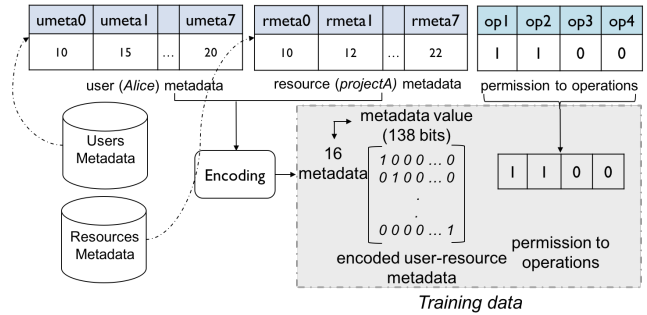 umeta0 umeta1 umeta7
10 15 ... 20
rmeta0 rmeta1 rmeta7
10 12 ... 22
op1 op2 op3 op4
1 1 0 0
user (Alice) metadata
resource (projectA) metadata
permission to operations
Users
Metadata
Resources
Metadata
Encoding
metadata value
(138 bits)
16
metadata
1 0 0 0 ... 0
0 1 0 0 ... 0
.
.
0 0 0 0 ... 1
encoded user-resource
metadata
1 1 0 0
permission to
operations
Training data